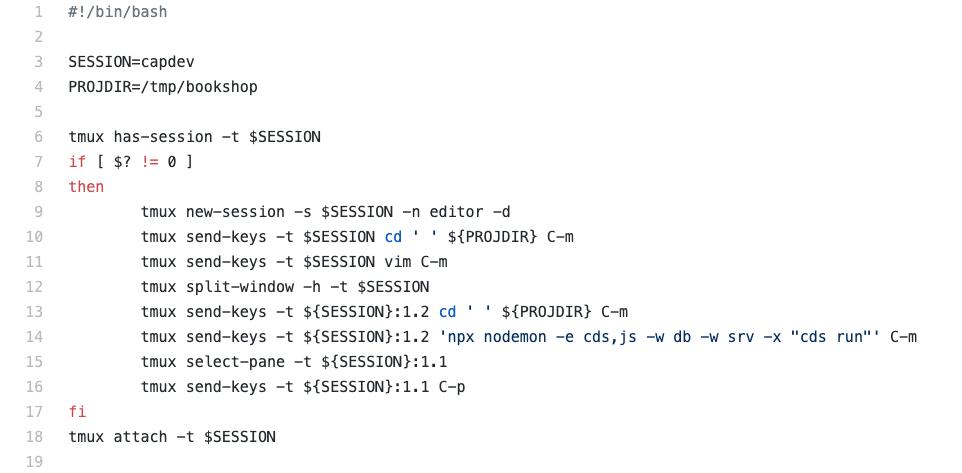 1 #!/bin/bash
2
3 SESSION=capdev
4 PROJDIR=/tmp/bookshop
5
6 tmux has-session -t $SESSION
7 if [ $? != 0 ]
8 then
9         tmux new-session -s $SESSION -n editor -d
10         tmux send-keys -t $SESSION cd ' ' ${PROJDIR} C-m
11         tmux send-keys -t $SESSION vim C-m
12         tmux split-window -h -t $SESSION
13         tmux send-keys -t ${SESSION}:1.2 cd ' ' ${PROJDIR} C-m
14         tmux send-keys -t ${SESSION}:1.2 'npx nodemon -e cds,js -w db -w srv -x "cds run"' C-m
15         tmux select-pane -t ${SESSION}:1.1
16         tmux send-keys -t ${SESSION}:1.1 C-p
17 fi
18 tmux attach -t $SESSION
19